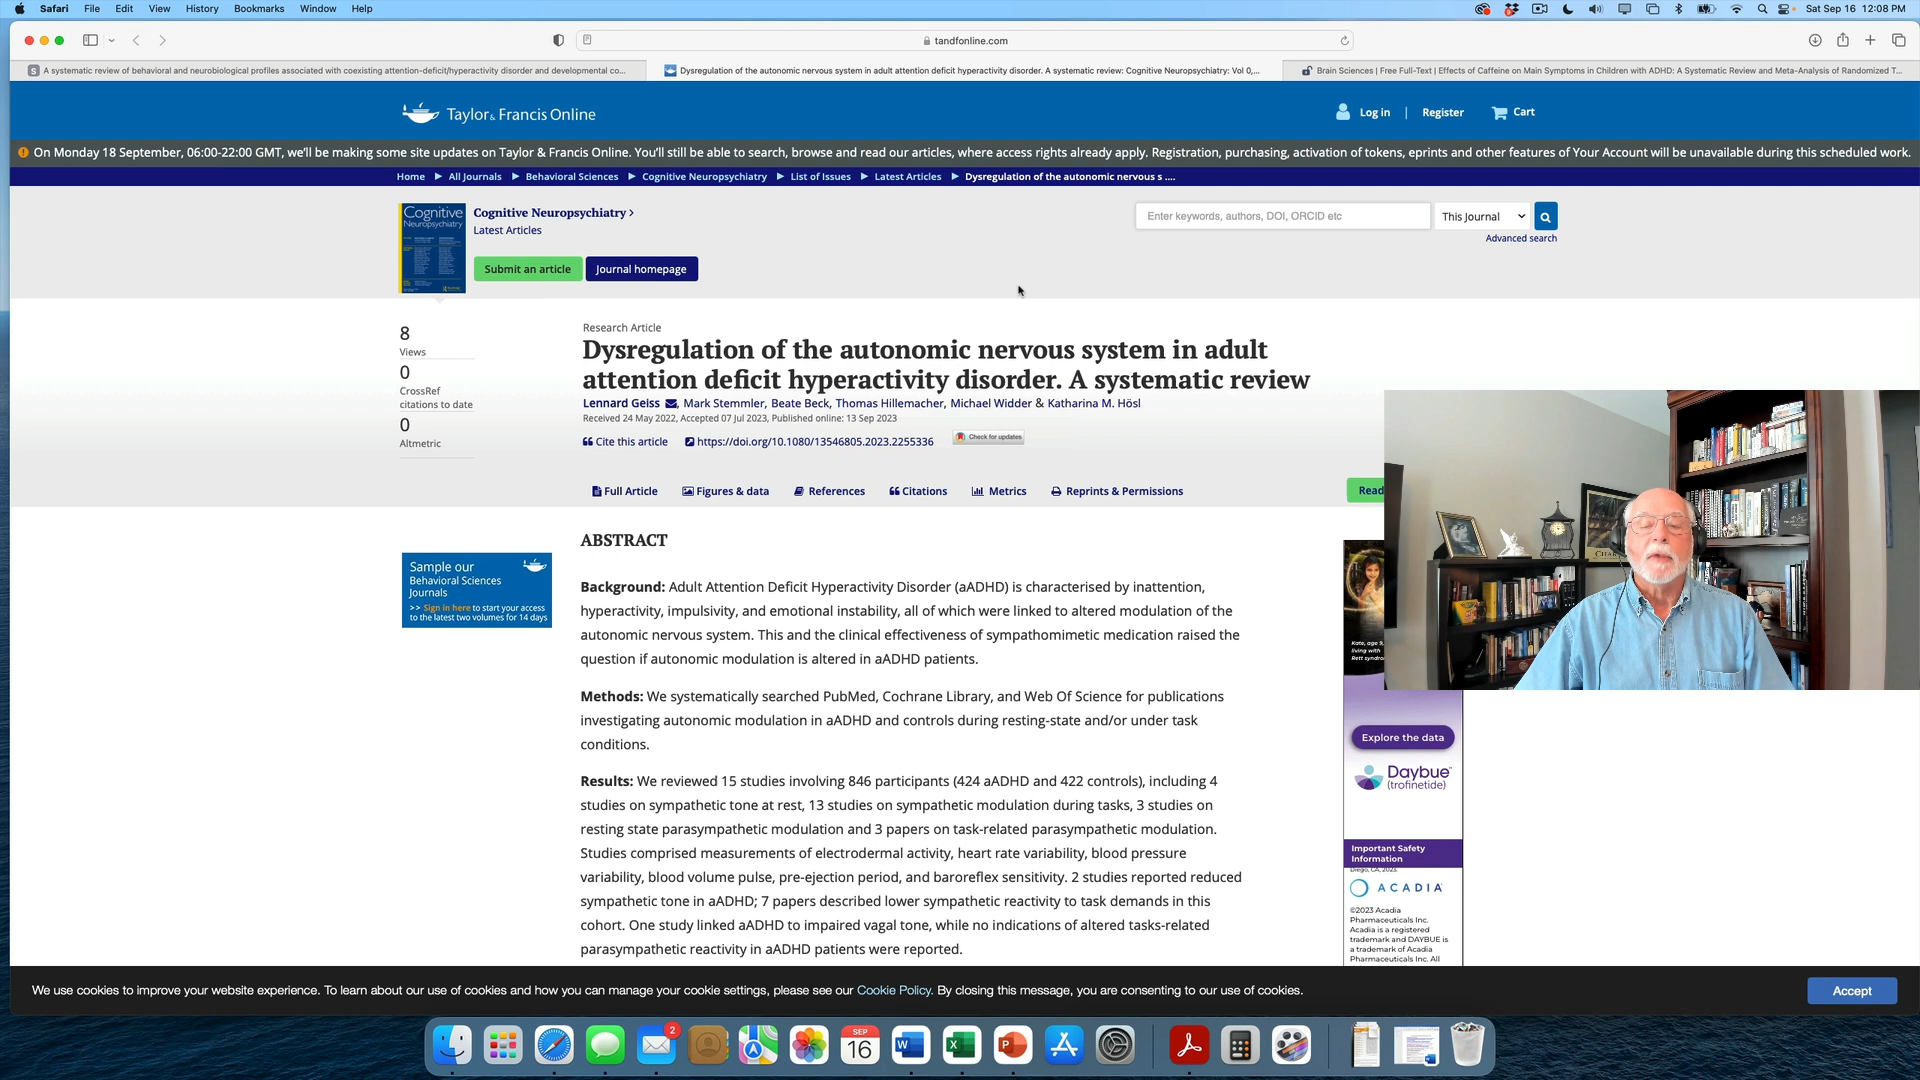 Safari File Edit View History Bookmarks Window Help
Sat Sep 16 12:08 PM
tandfonline.com
A systematic review of behavioral and neurobiological profiles associated with coexisting attention-deficit/hyperactivity disorder and developmental co...
Dysregulation of the autonomic nervous system in adult attention deficit hyperactivity disorder. A systematic review: Cognitive Neuropsychiatry: Vol 0,...
Brain Sciences | Free Full-Text | Effects of Caffeine on Main Symptoms in Children with ADHD: A Systematic Review and Meta-Analysis of Randomized T...
Taylor & Francis Online
Log in | Register Cart
On Monday 18 September, 06:00-22:00 GMT, we'll be making some site updates on Taylor & Francis Online. You'll still be able to search, browse and read our articles, where access rights already apply. Registration, purchasing, activation of tokens, eprints and other features of Your Account will be unavailable during this scheduled work.
Home ▶ All Journals ▶ Behavioral Sciences ▶ Cognitive Neuropsychiatry ▶ List of Issues ▶ Latest Articles ▶ Dysregulation of the autonomic nervous s ....
Cognitive
Neuropsychiatry
Cognitive Neuropsychiatry >
Latest Articles
Submit an article Journal homepage
Enter keywords, authors, DOI, ORCID etc
This Journal
Advanced search
8
Views
0
CrossRef
citations to date
0
Altmetric
Research Article
Dysregulation of the autonomic nervous system in adult
attention deficit hyperactivity disorder. A systematic review
Lennard Geiss, Mark Stemmler, Beate Beck, Thomas Hillemacher, Michael Widder & Katharina M. Hösl
Received 24 May 2022, Accepted 07 Jul 2023, Published online: 13 Sep 2023
Cite this article https://doi.org/10.1080/13546805.2023.2255336 Check for updates
Full Article Figures & data References Citations Metrics Reprints & Permissions
Read
Sample our
Behavioral Sciences
Journals
>> Sign in here to start your access
to the latest two volumes for 14 days
ABSTRACT
Background: Adult Attention Deficit Hyperactivity Disorder (aADHD) is characterised by inattention,
hyperactivity, impulsivity, and emotional instability, all of which were linked to altered modulation of the
autonomic nervous system. This and the clinical effectiveness of sympathomimetic medication raised the
question if autonomic modulation is altered in aADHD patients.
Methods: We systematically searched PubMed, Cochrane Library, and Web Of Science for publications
investigating autonomic modulation in aADHD and controls during resting-state and/or under task
conditions.
Results: We reviewed 15 studies involving 846 participants (424 aADHD and 422 controls), including 4
studies on sympathetic tone at rest, 13 studies on sympathetic modulation during tasks, 3 studies on
resting state parasympathetic modulation and 3 papers on task-related parasympathetic modulation.
Studies comprised measurements of electrodermal activity, heart rate variability, blood pressure
variability, blood volume pulse, pre-ejection period, and baroreflex sensitivity. 2 studies reported reduced
sympathetic tone in aADHD; 7 papers described lower sympathetic reactivity to task demands in this
cohort. One study linked aADHD to impaired vagal tone, while no indications of altered tasks-related
parasympathetic reactivity in aADHD patients were reported.
Kate, age 9,
living with
Rett syndro
Explore the data
Daybue™
(trofinetide)
Important Safety
Information
Diego, CA, 2023.
ACADIA
©2023 Acadia
Pharmaceuticals Inc.
Acadia is a registered
trademark and DAYBUE is
a trademark of Acadia
Pharmaceuticals Inc. All
We use cookies to improve your website experience. To learn about our use of cookies and how you can manage your cookie settings, please see our Cookie Policy. By closing this message, you are consenting to our use of cookies.
Accept
2
SEP
16